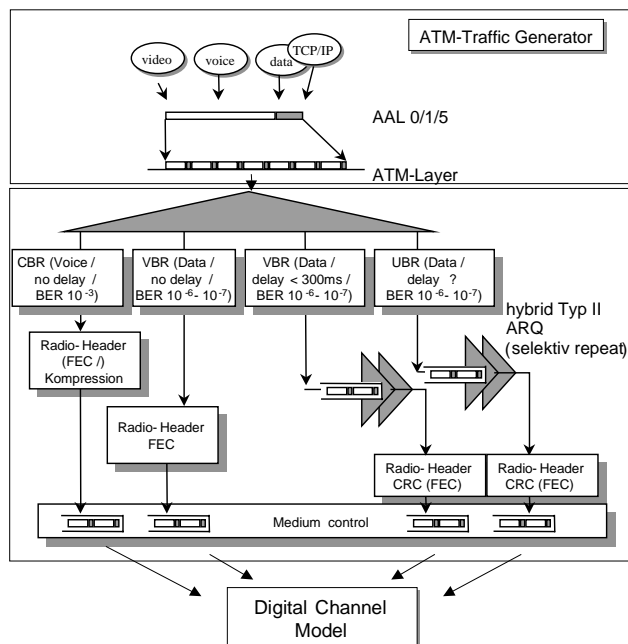 ATM-Traffic Generator
video
voice
data
TCP/IP
AAL 0/1/5
ATM-Layer
CBR (Voice /
no delay /
BER 10⁻³)
VBR (Data /
no delay /
BER 10⁻⁶- 10⁻⁷)
VBR (Data /
delay < 300ms /
BER 10⁻⁶- 10⁻⁷)
UBR (Data /
delay ?
BER 10⁻⁶- 10⁻⁷)
hybrid Typ II
ARQ
(selektiv repeat)
Radio-Header
(FEC /)
Kompression
Radio-Header
FEC
Radio-Header
CRC (FEC)
Radio-Header
CRC (FEC)
Medium control
Digital Channel
Model